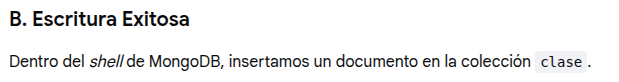 B. Escritura Exitosa
Dentro del shell de MongoDB, insertamos un documento en la colección clase.